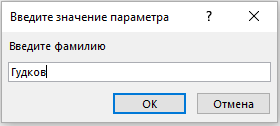 Введите значение параметра ? ×
Введите фамилию
Гудков
ОК Отмена